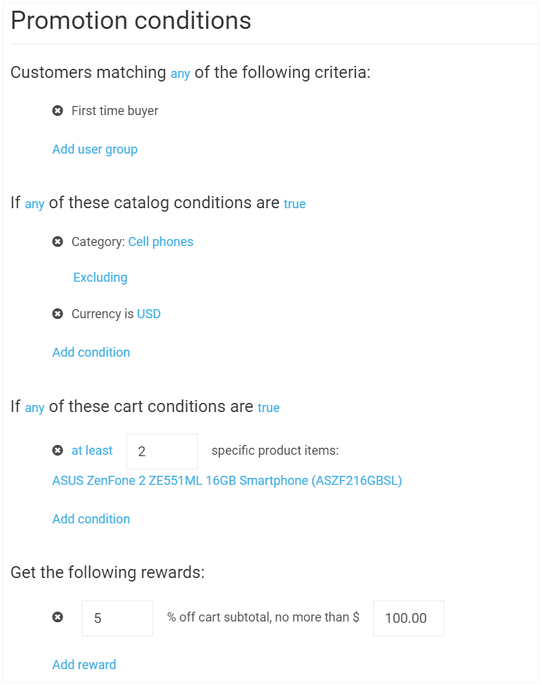 Promotion conditions
Customers matching any of the following criteria:
First time buyer
Add user group
If any of these catalog conditions are true
Category: Cell phones
Excluding
Currency is USD
Add condition
If any of these cart conditions are true
at least 2 specific product items:
ASUS ZenFone 2 ZE551ML 16GB Smartphone (ASZF216GBSL)
Add condition
Get the following rewards:
5 % off cart subtotal, no more than $ 100.00
Add reward